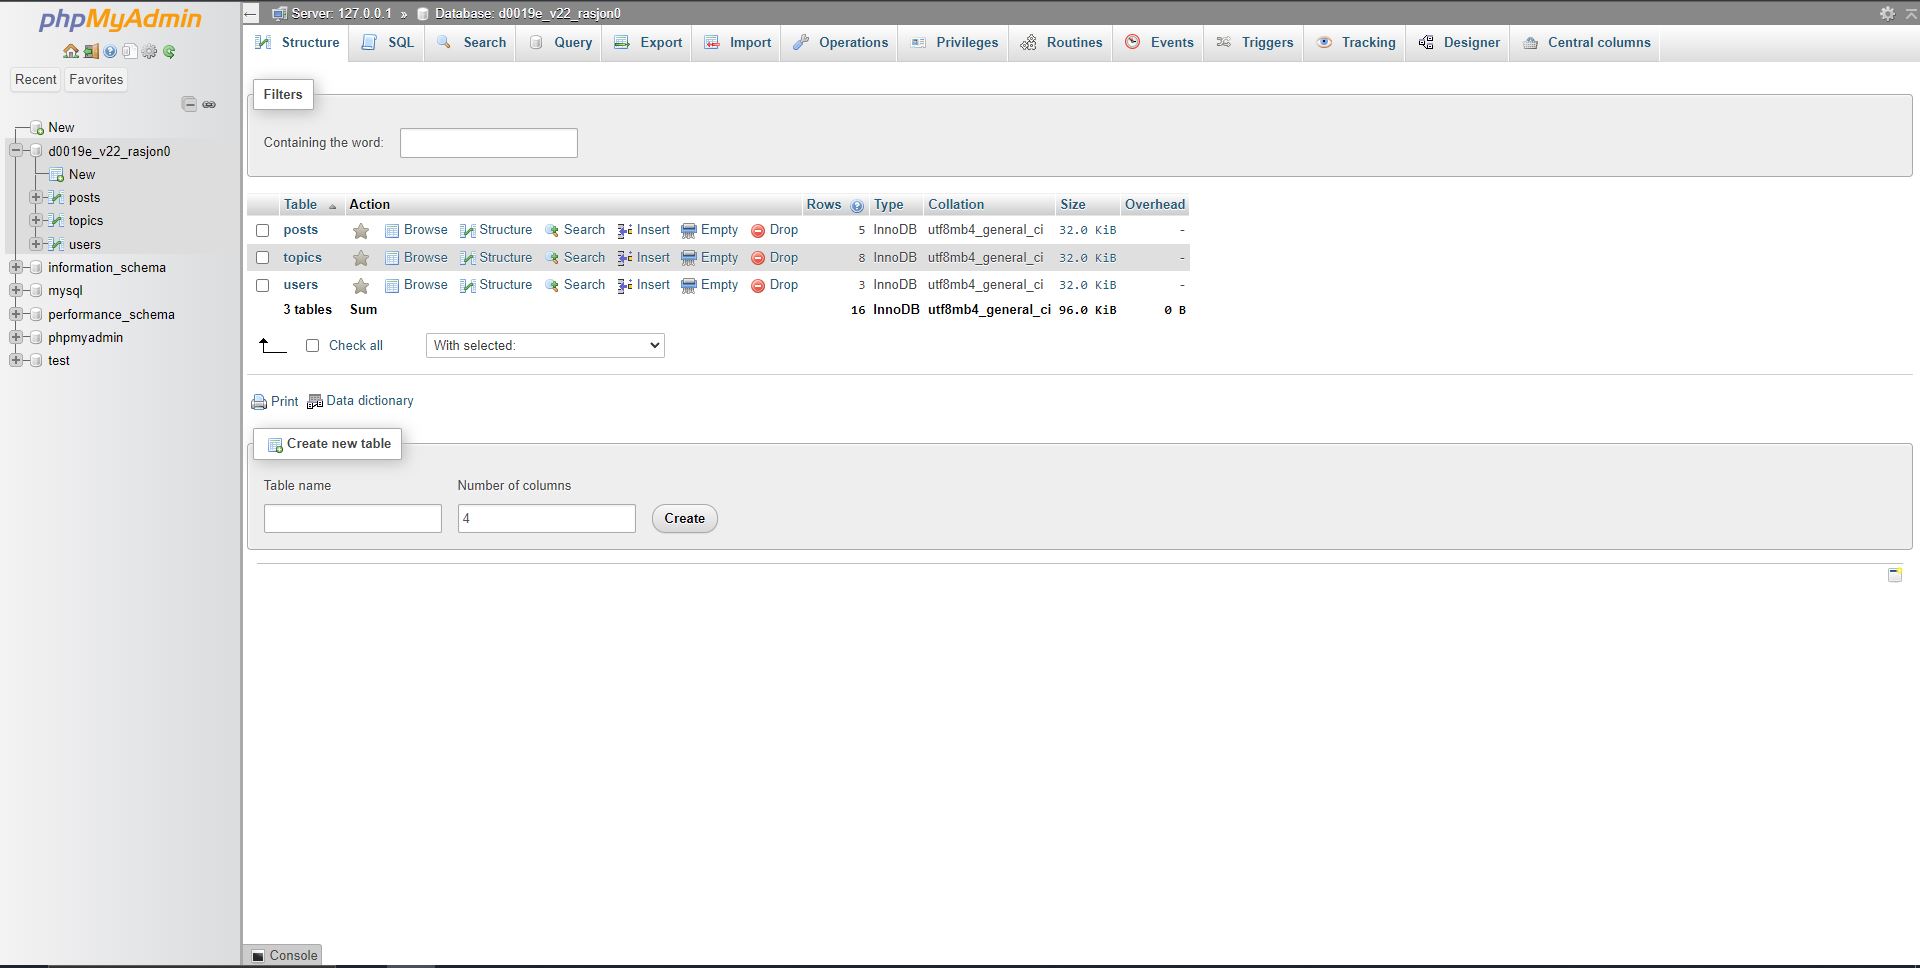 phpMyAdmin
Recent Favorites
New
d0019e_v22_rasjon0
New
posts
topics
users
information_schema
mysql
performance_schema
phpmyadmin
test
Server: 127.0.0.1 » Database: d0019e_v22_rasjon0
Structure SQL Search Query Export Import Operations Privileges Routines Events Triggers Tracking Designer Central columns
Filters
Containing the word:
Table Action Rows Type Collation Size Overhead
posts Browse Structure Search Insert Empty Drop 5 InnoDB utf8mb4_general_ci 32.0 KiB -
topics Browse Structure Search Insert Empty Drop 8 InnoDB utf8mb4_general_ci 32.0 KiB -
users Browse Structure Search Insert Empty Drop 3 InnoDB utf8mb4_general_ci 32.0 KiB -
3 tables Sum 16 InnoDB utf8mb4_general_ci 96.0 KiB 0 B
Check all With selected:
Print Data dictionary
Create new table
Table name Number of columns
4 Create
Console